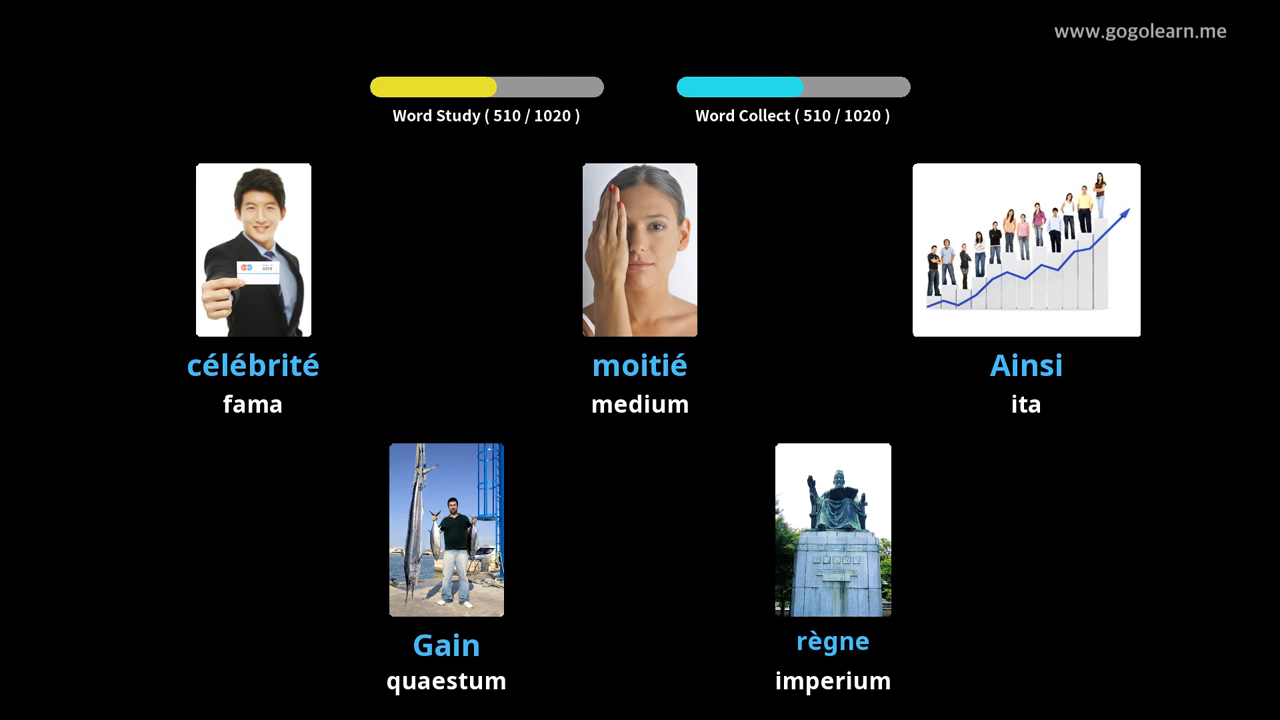 www.gogolearn.me
Word Study ( 510 / 1020 )
Word Collect ( 510 / 1020 )
célébrité
fama
moitié
medium
Ainsi
ita
Gain
quaestum
règne
imperium